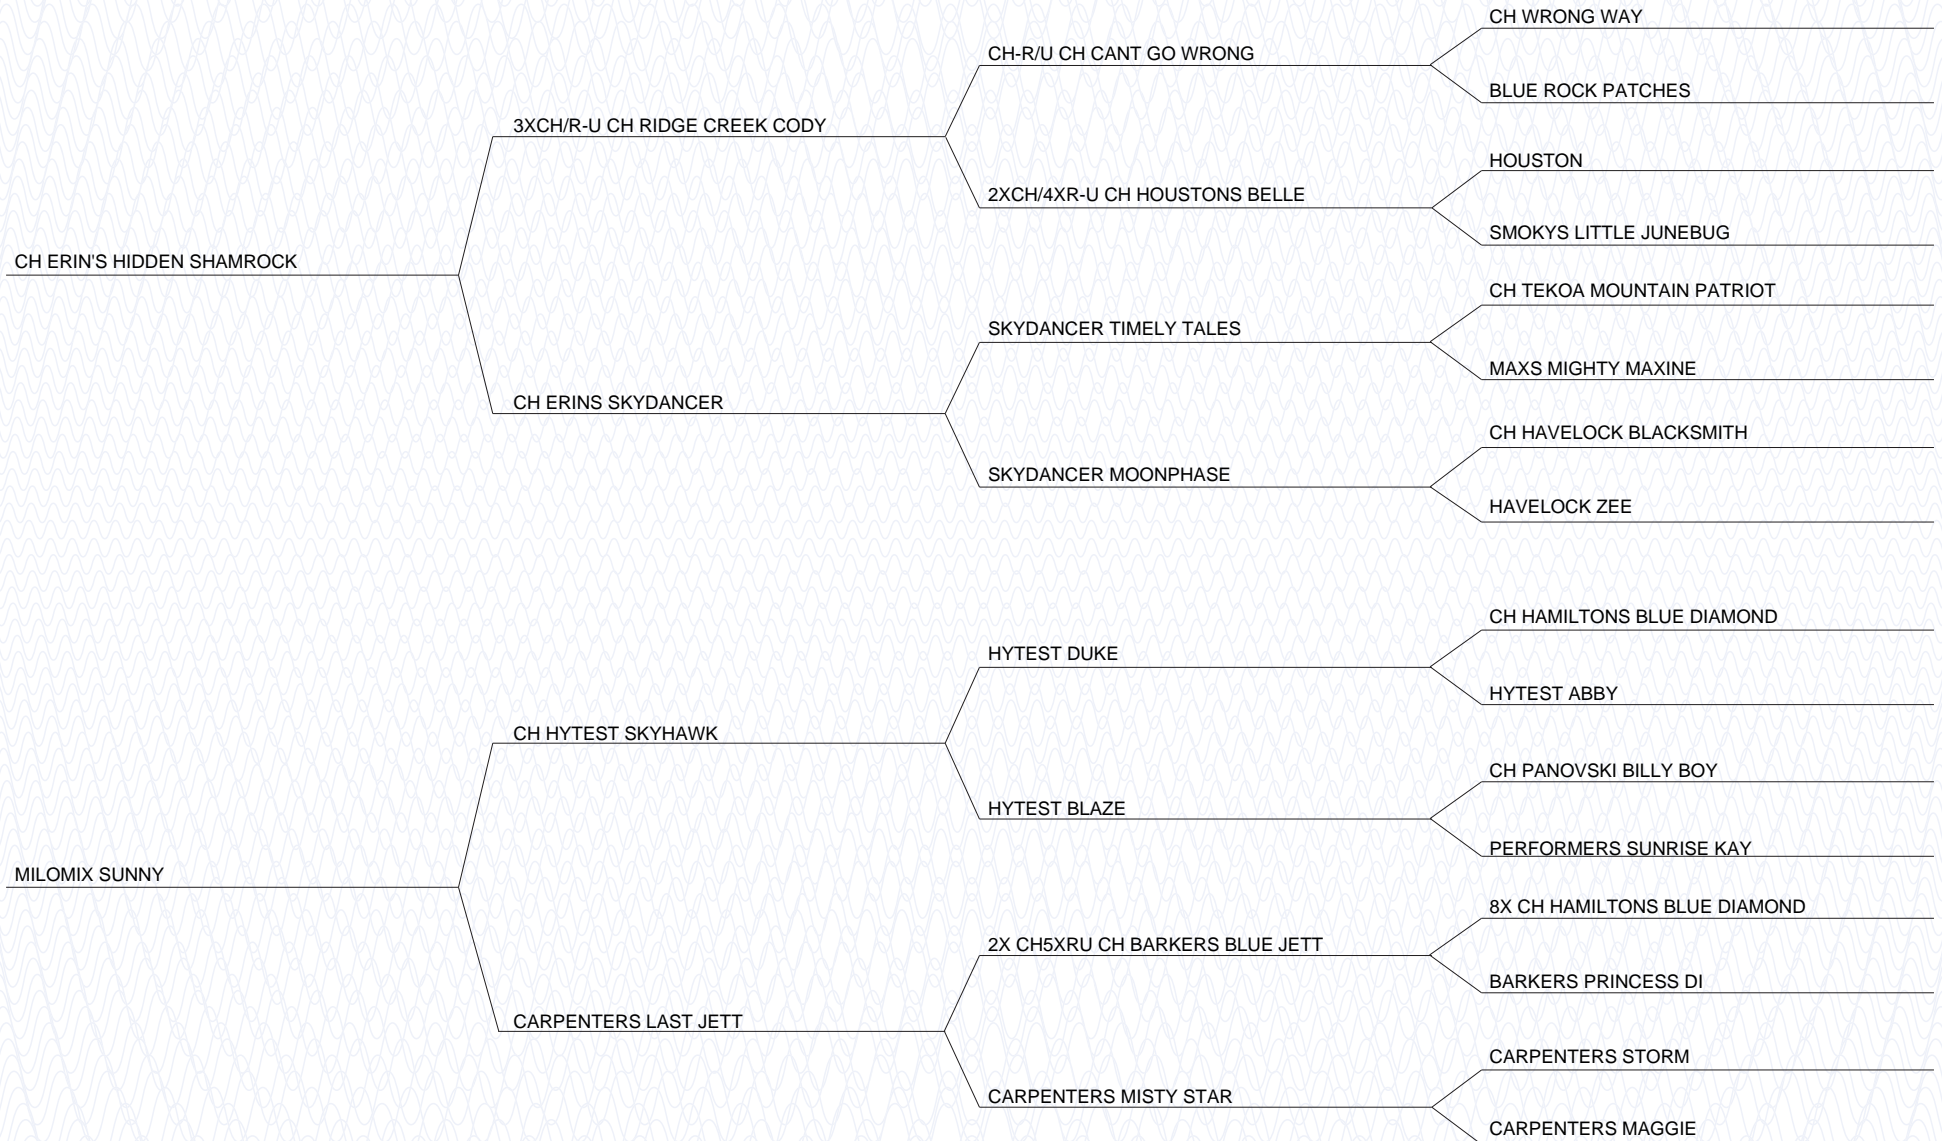 CH WRONG WAY
CH-R/U CH CANT GO WRONG
BLUE ROCK PATCHES
3XCH/R-U CH RIDGE CREEK CODY
HOUSTON
2XCH/4XR-U CH HOUSTONS BELLE
SMOKYS LITTLE JUNEBUG
CH ERIN'S HIDDEN SHAMROCK
CH TEKOA MOUNTAIN PATRIOT
SKYDANCER TIMELY TALES
MAXS MIGHTY MAXINE
CH ERINS SKYDANCER
CH HAVELOCK BLACKSMITH
SKYDANCER MOONPHASE
HAVELOCK ZEE
CH HAMILTONS BLUE DIAMOND
HYTEST DUKE
HYTEST ABBY
CH HYTEST SKYHAWK
CH PANOVSKI BILLY BOY
HYTEST BLAZE
PERFORMERS SUNRISE KAY
MILOMIX SUNNY
8X CH HAMILTONS BLUE DIAMOND
2X CH5XRU CH BARKERS BLUE JETT
BARKERS PRINCESS DI
CARPENTERS LAST JETT
CARPENTERS STORM
CARPENTERS MISTY STAR
CARPENTERS MAGGIE